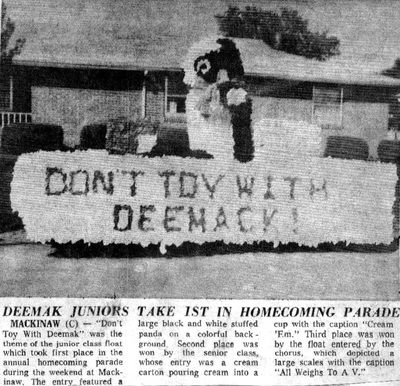 DON'T TOY WITH
DEEMACK!
DEEMAK JUNIORS TAKE 1ST IN HOMECOMING PARADE
MACKINAW (C) — "Don't
Toy With Deemak" was the
theme of the junior class float
which took first place in the
annual homecoming parade
during the weekend at Mack-
inaw. The entry featured a
large black and white stuffed
panda on a colorful back-
ground. Second place was
won by the senior class,
whose entry was a cream
carton pouring cream into a
cup with the caption "Cream
'Em." Third place was won
by the float entered by the
chorus, which depicted a
large scales with the caption
"All Weighs To A V."